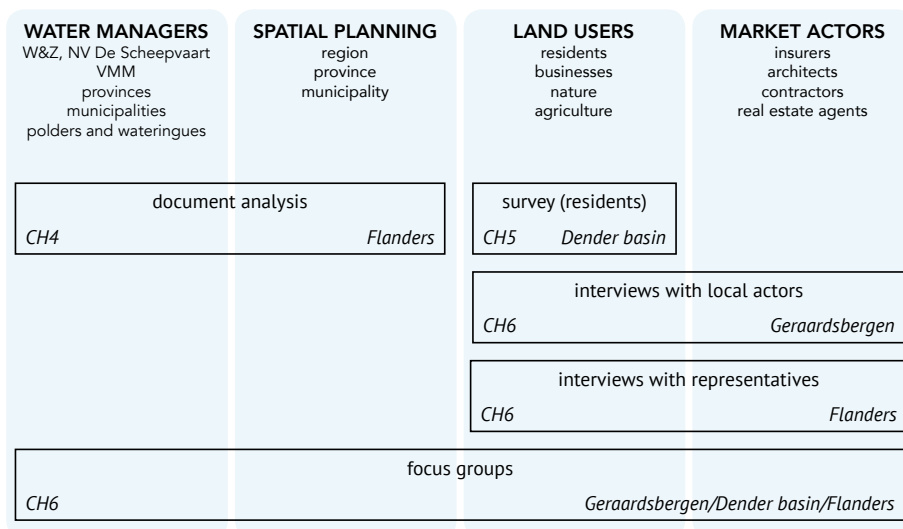 WATER MANAGERS
W&Z, NV De Scheepvaart
VMM
provinces
municipalities
polders and wateringues
SPATIAL PLANNING
region
province
municipality
LAND USERS
residents
businesses
nature
agriculture
MARKET ACTORS
insurers
architects
contractors
real estate agents
document analysis
CH4 Flanders
survey (residents)
CH5 Dender basin
interviews with local actors
CH6 Geraardsbergen
interviews with representatives
CH6 Flanders
focus groups
CH6 Geraardsbergen/Dender basin/Flanders